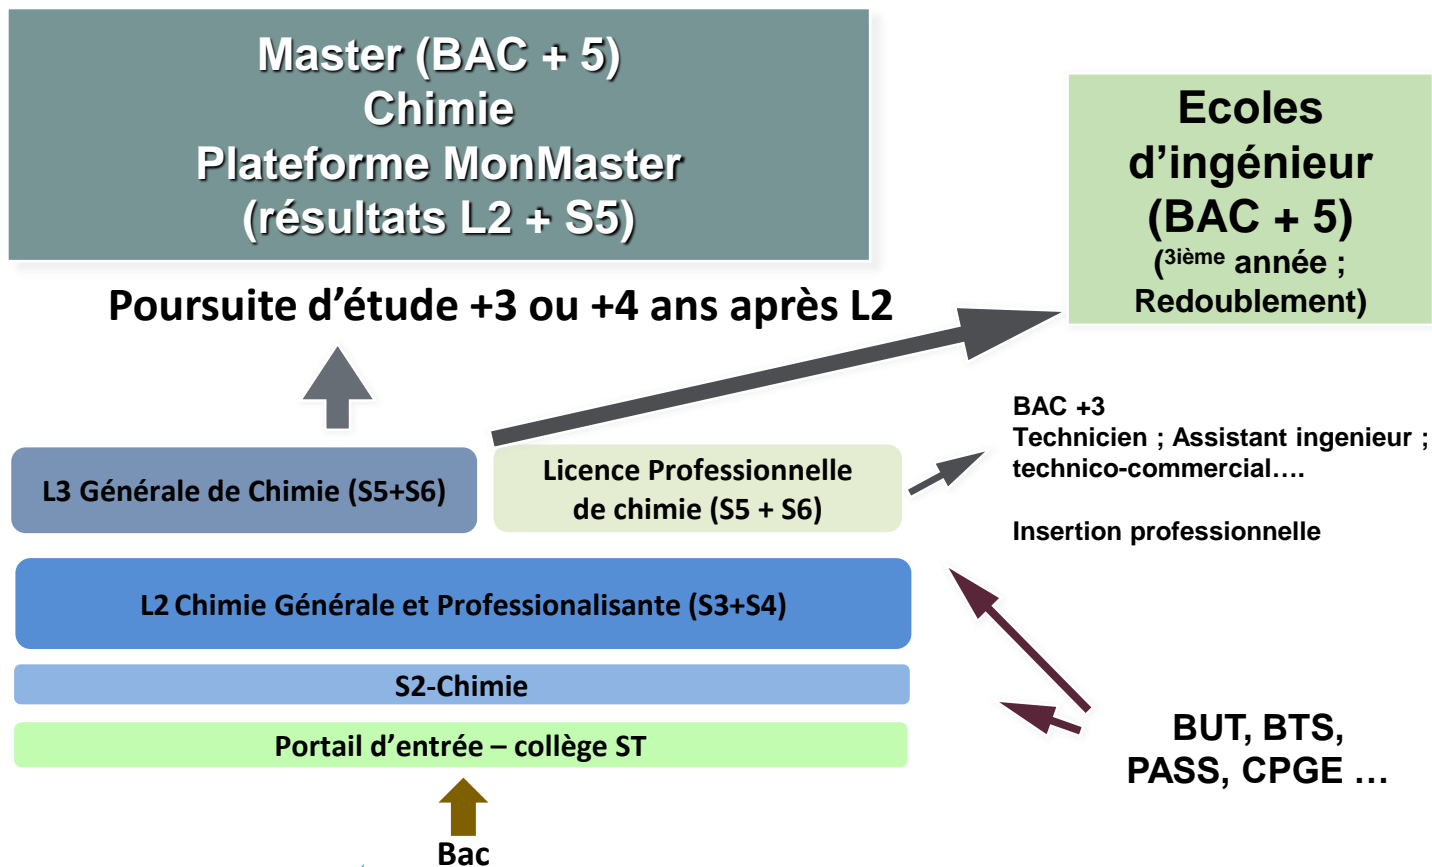 Master (BAC + 5)
Chimie
Plateforme MonMaster
(résultats L2 + S5)
Ecoles
d’ingénieur
(BAC + 5)
(3ième année ;
Redoublement)
Poursuite d’étude +3 ou +4 ans après L2
BAC +3
Technicien ; Assistant ingenieur ;
technico-commercial....
Insertion professionnelle
L3 Générale de Chimie (S5+S6)
Licence Professionnelle
de chimie (S5 + S6)
L2 Chimie Générale et Professionalisante (S3+S4)
S2-Chimie
Portail d’entrée – collège ST
BUT, BTS,
PASS, CPGE ...
Bac